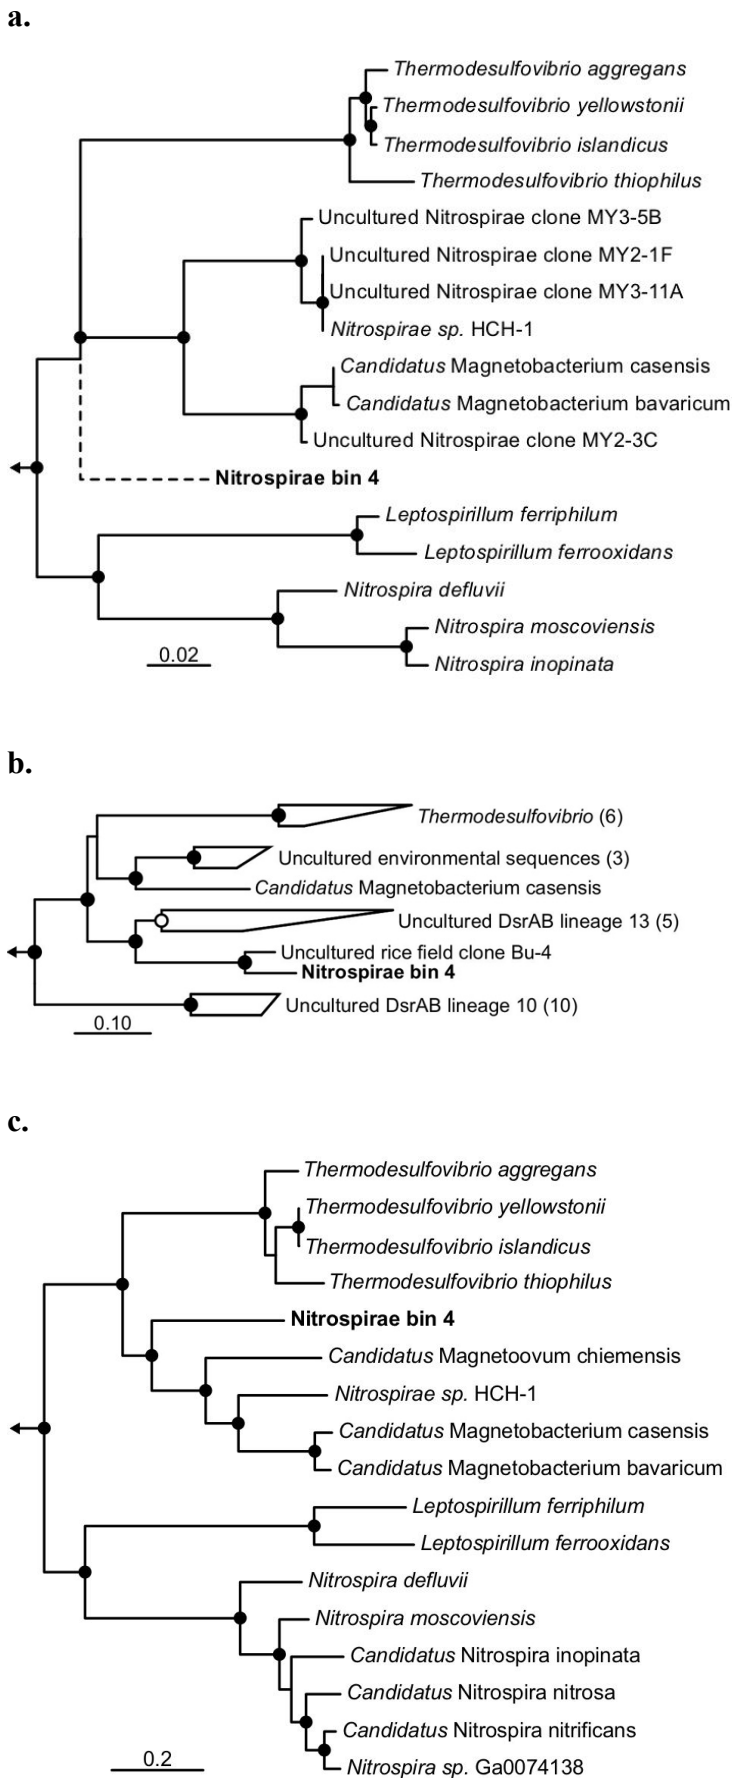 a.
Thermodesulfovibrio aggregans
Thermodesulfovibrio yellowstonii
Thermodesulfovibrio islandicus
Thermodesulfovibrio thiophilus
Uncultured Nitrospirae clone MY3-5B
Uncultured Nitrospirae clone MY2-1F
Uncultured Nitrospirae clone MY3-11A
Nitrospirae sp. HCH-1
Candidatus Magnetobacterium casensis
Candidatus Magnetobacterium bavaricum
Uncultured Nitrospirae clone MY2-3C
Nitrospirae bin 4
Leptospirillum ferriphilum
Leptospirillum ferrooxidans
Nitrospira defluvii
Nitrospira moscoviensis
Nitrospira inopinata
0.02
b.
Thermodesulfovibrio (6)
Uncultured environmental sequences (3)
Candidatus Magnetobacterium casensis
Uncultured DsrAB lineage 13 (5)
Uncultured rice field clone Bu-4
Nitrospirae bin 4
Uncultured DsrAB lineage 10 (10)
0.10
c.
Thermodesulfovibrio aggregans
Thermodesulfovibrio yellowstonii
Thermodesulfovibrio islandicus
Thermodesulfovibrio thiophilus
Nitrospirae bin 4
Candidatus Magnetoovum chiemensis
Nitrospirae sp. HCH-1
Candidatus Magnetobacterium casensis
Candidatus Magnetobacterium bavaricum
Leptospirillum ferriphilum
Leptospirillum ferrooxidans
Nitrospira defluvii
Nitrospira moscoviensis
Candidatus Nitrospira inopinata
Candidatus Nitrospira nitrosa
Candidatus Nitrospira nitrificans
Nitrospira sp. Ga0074138
0.2